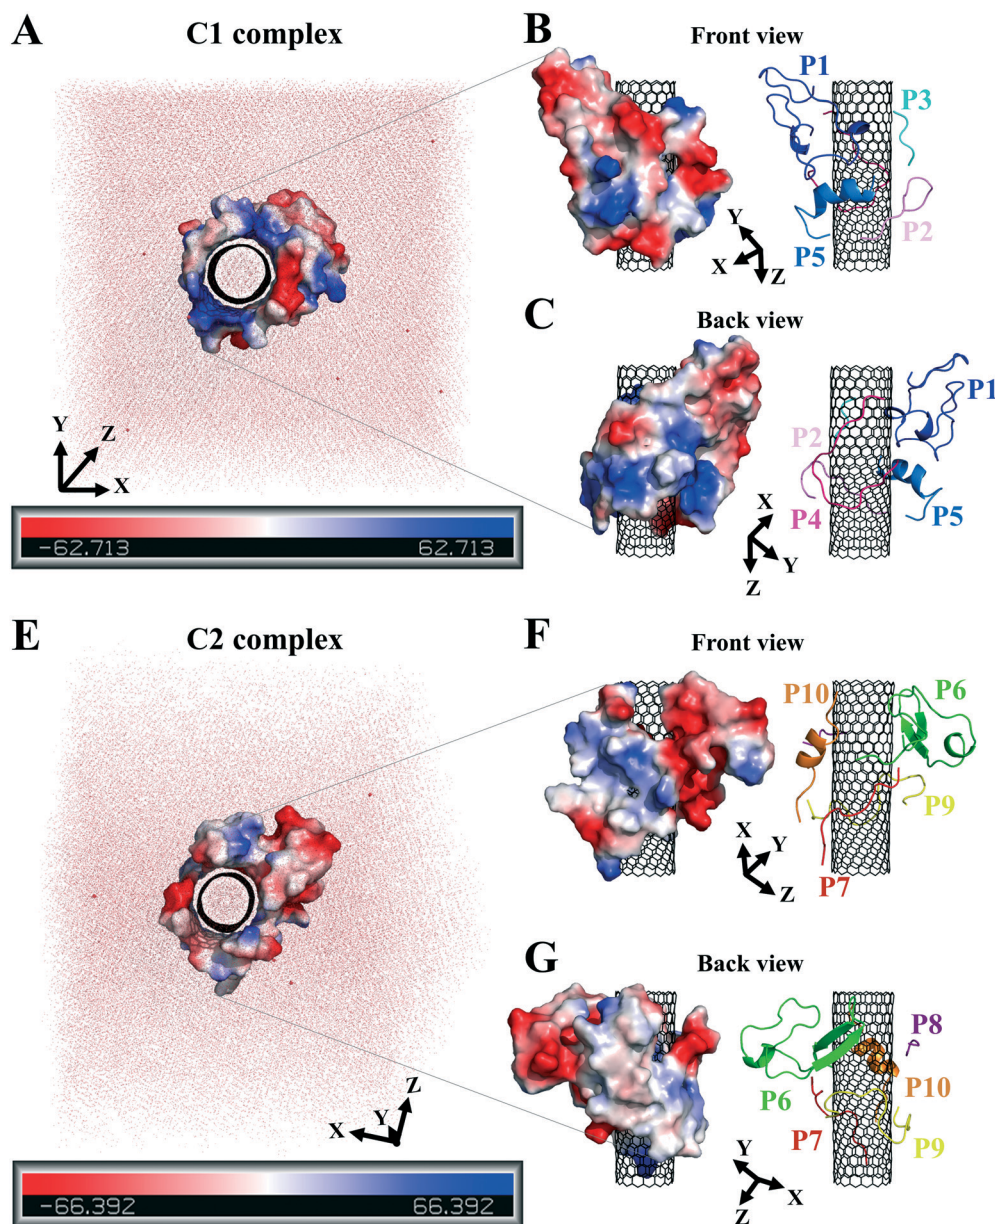 A
C1 complex
Y
Z
X
-62.713 62.713
B
Front view
P1
P3
P5
P2
Y
X
Z
C
Back view
P1
P2
P4
P5
X
Y
Z
E
C2 complex
Z
Y
X
-66.392 66.392
F
Front view
P10
P6
P9
P7
X
Y
Z
G
Back view
P8
P6
P10
P7
P9
Y
X
Z